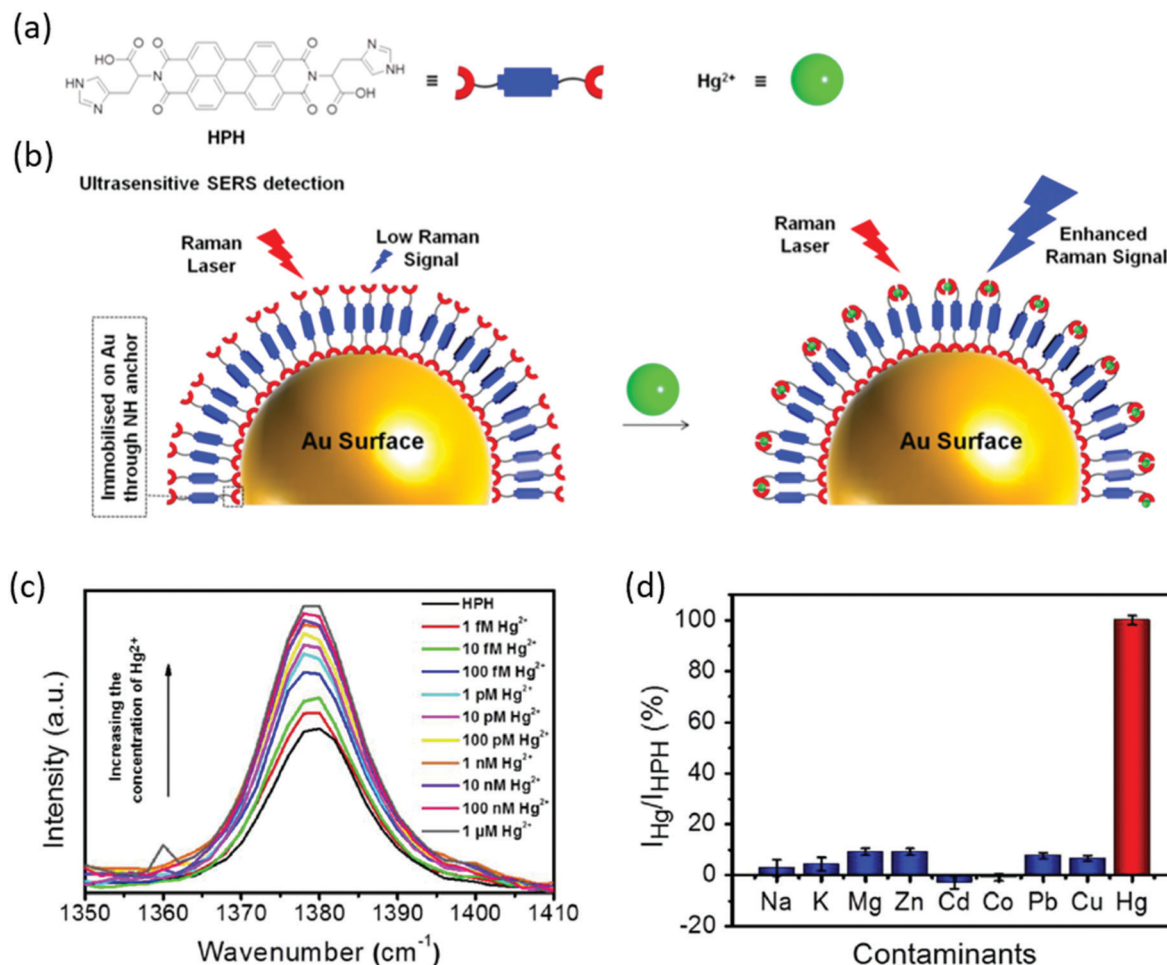 (a)
HO
O
O
O
N
NH
HN
N
N
N
O
O
O
OH
O
≡
Hg²⁺ ≡
HPH
(b)
Ultrasensitive SERS detection
Raman
Laser
Low Raman
Signal
Raman
Laser
Enhanced
Raman Signal
Immobilised on Au
through NH anchor
Au Surface
Au Surface
(c)
Intensity (a.u.)
Increasing the
concentration of Hg²⁺
HPH
1 fM Hg²⁺
10 fM Hg²⁺
100 fM Hg²⁺
1 pM Hg²⁺
10 pM Hg²⁺
100 pM Hg²⁺
1 nM Hg²⁺
10 nM Hg²⁺
100 nM Hg²⁺
1 µM Hg²⁺
1350 1360 1370 1380 1390 1400 1410
Wavenumber (cm⁻¹)
(d)
I_Hg/I_HPH (%)
100
80
60
40
20
0
-20
Na K Mg Zn Cd Co Pb Cu Hg
Contaminants